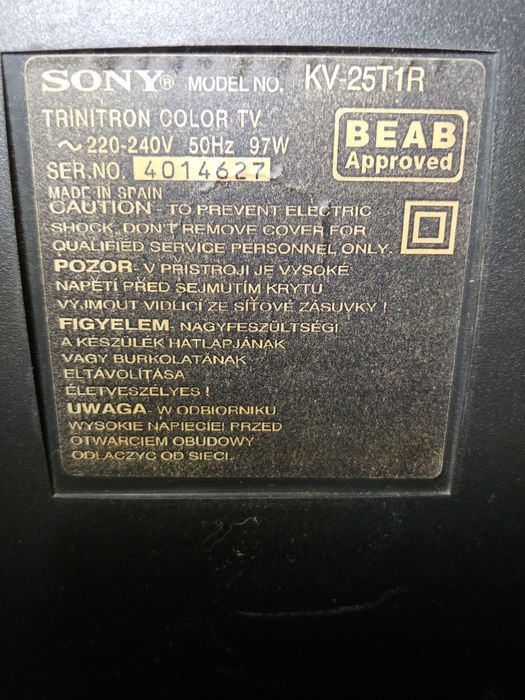 SONY® MODEL NO. KV-25T1R
TRINITRON COLOR TV
~ 220-240V 50Hz 97W
BEAB
Approved
SER.NO. 4014627
MADE IN SPAIN
CAUTION - TO PREVENT ELECTRIC
SHOCK, DON'T REMOVE COVER FOR
QUALIFIED SERVICE PERSONNEL ONLY.
POZOR - V PŘISTROJI JE VYSOKÉ
NAPĚTÍ PŘED SEJMUTÍM KRYTU
VYJMOUT VIDLICI ZE SÍŤOVÉ ZÁSUVKY !
FIGYELEM - NAGYFESZÜLTSÉGI
A KÉSZÜLÉK HÁTLAPJÁNAK
VAGY BURKOLATÁNAK
ELTÁVOLÍTÁSA
ÉLETVESZÉLYES !
UWAGA - W ODBIORNIKU
WYSOKIE NAPIECIE PRZED
OTWARCIEM OBUDOWY
ODLACZYC OD SIECI.